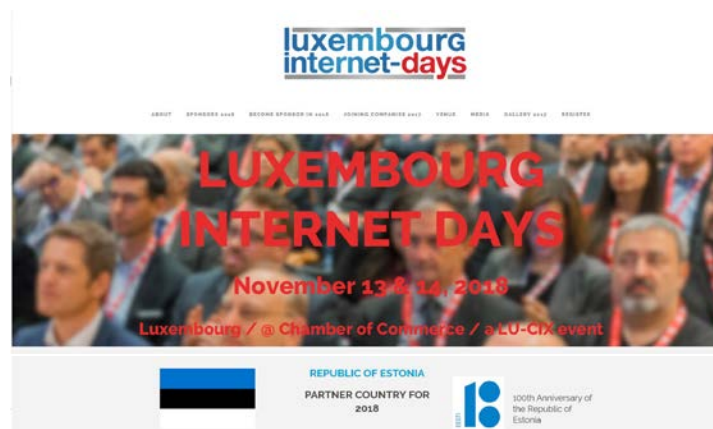 luxembourg
internet-days
ABOUT SPONSORS 2018 BECOME SPONSOR IN 2018 JOINING COMPANIES 2017 VENUE MEDIA GALLERY 2017 REGISTER
LUXEMBOURG
INTERNET DAYS
November 13 & 14, 2018
Luxembourg / @ Chamber of Commerce / a LU-CIX event
REPUBLIC OF ESTONIA
PARTNER COUNTRY FOR
2018
100th Anniversary of
the Republic of
Estonia